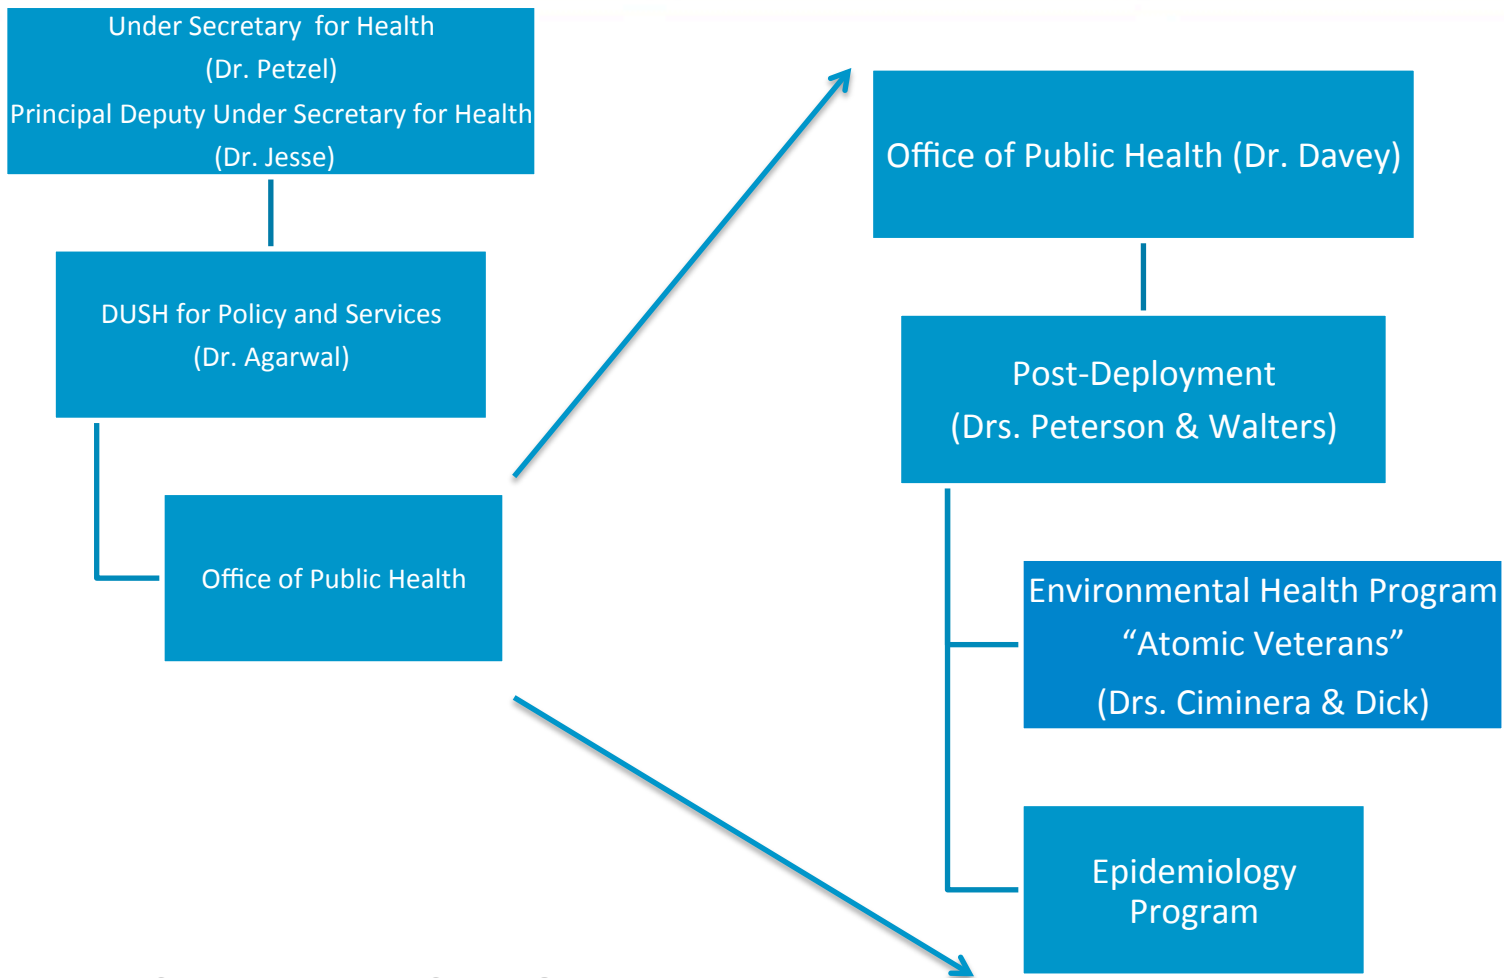 Under Secretary for Health
(Dr. Petzel)
Principal Deputy Under Secretary for Health
(Dr. Jesse)
DUSH for Policy and Services
(Dr. Agarwal)
Office of Public Health
Office of Public Health (Dr. Davey)
Post-Deployment
(Drs. Peterson & Walters)
Environmental Health Program
“Atomic Veterans”
(Drs. Ciminera & Dick)
Epidemiology
Program